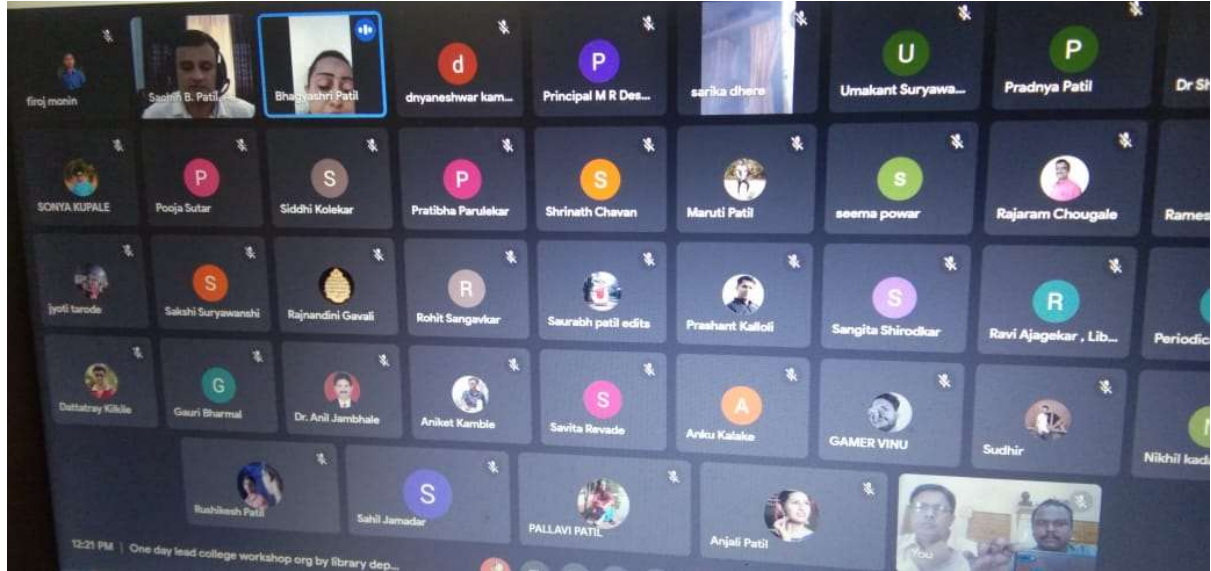 firoj monin
Sachin B. Patil
Bhagyashri Patil
d
dnyaneshwar kam...
P
Principal M R Des...
sarika dhere
U
Umakant Suryawa...
P
Pradnya Patil
Dr Sh
SONYA KUPALE
P
Pooja Sutar
S
Siddhi Kolekar
P
Pratibha Parulekar
S
Shrinath Chavan
Maruti Patil
s
seema powar
Rajaram Chougale
Rames
jyoti tarode
S
Sakshi Suryawanshi
Rajnandini Gavali
R
Rohit Sangavkar
Saurabh patil edits
Prashant Kalloli
S
Sangita Shirodkar
R
Ravi Ajagekar , Lib...
Periodic
Dattatray Kilkile
G
Gauri Bharmal
Dr. Anil Jambhale
Aniket Kamble
S
Savita Revade
A
Anku Kalake
GAMER VINU
Sudhir
Nikhil kad
Rushikesh Patil
S
Sahil Jamadar
PALLAVI PATIL
Anjali Patil
You
12:21 PM | One day lead college workshop org by library dep...